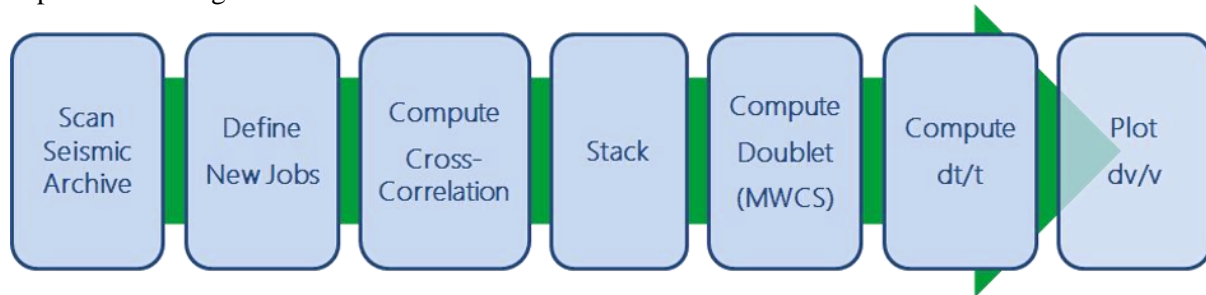 Scan
Seismic
Archive
Define
New Jobs
Compute
Cross-
Correlation
Stack
Compute
Doublet
(MWCS)
Compute
dt/t
Plot
dv/v